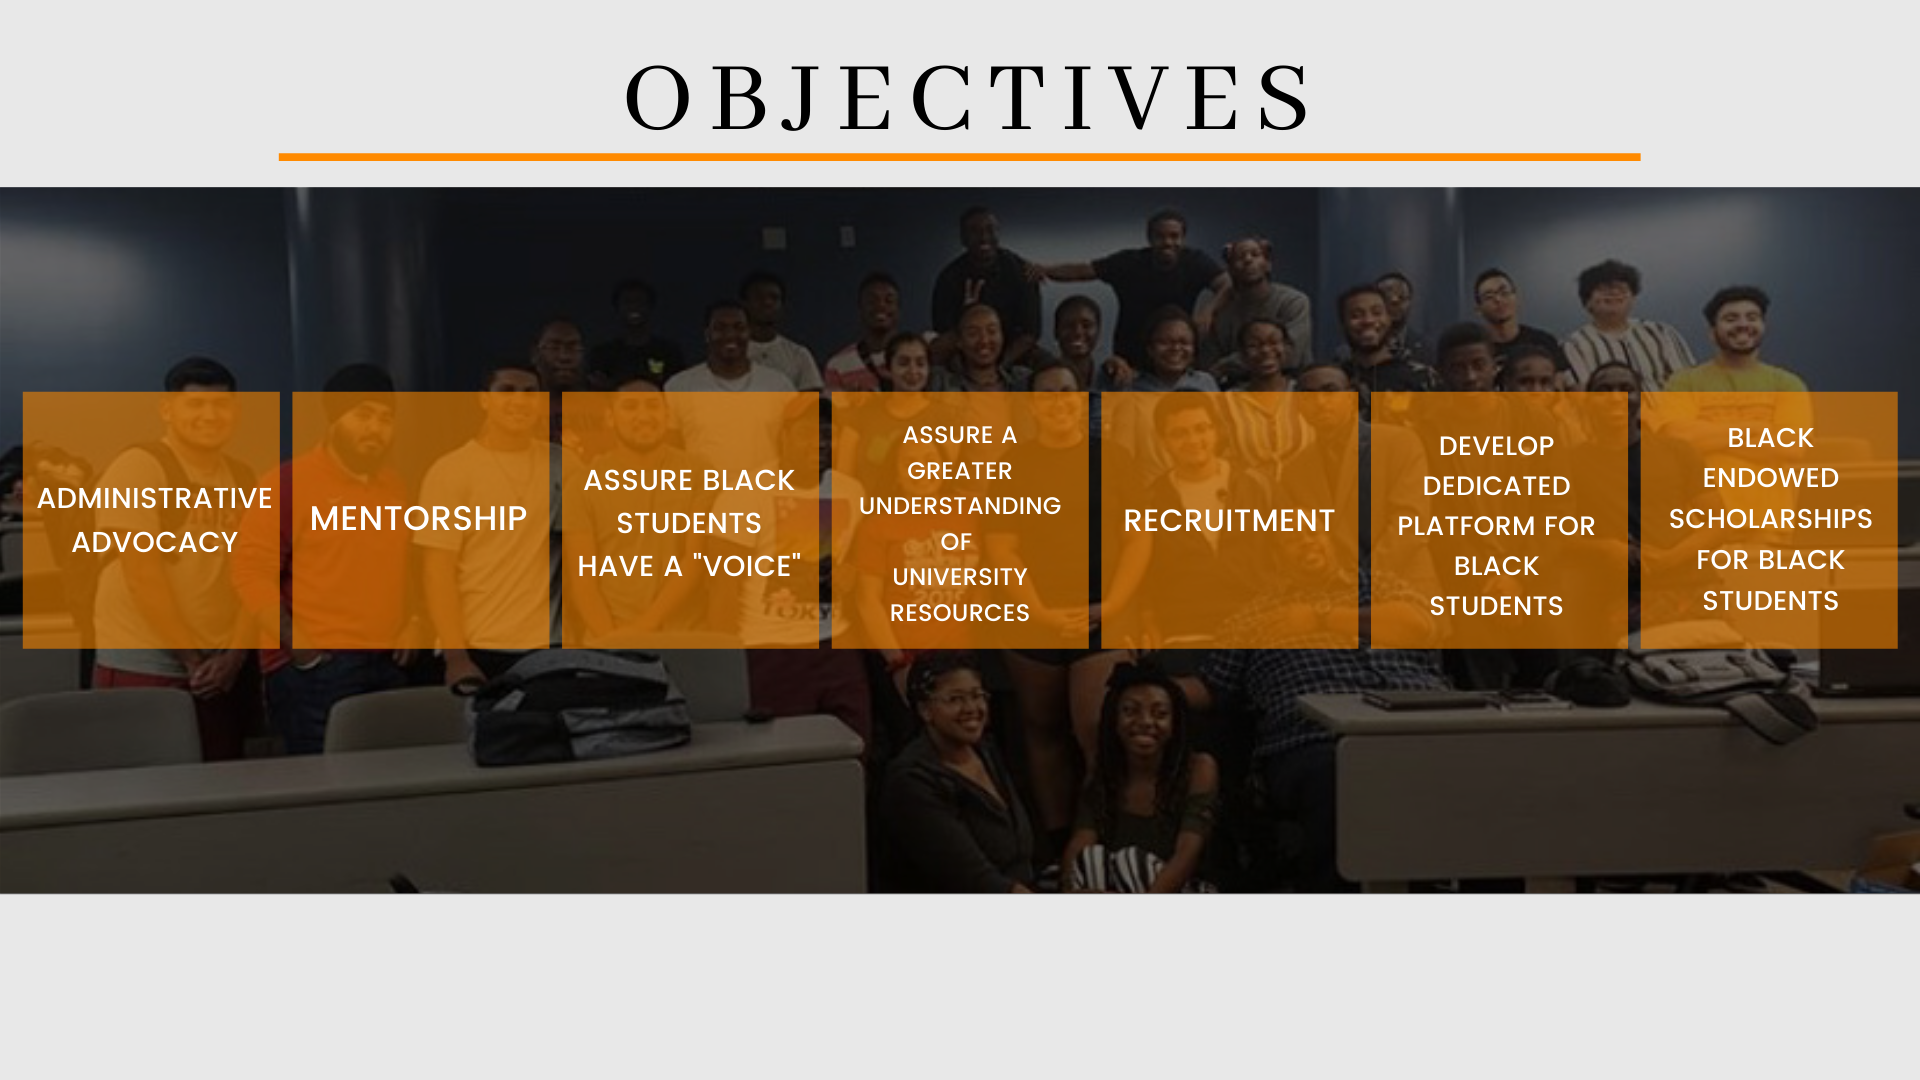 OBJECTIVES
ADMINISTRATIVE
ADVOCACY
MENTORSHIP
ASSURE BLACK
STUDENTS
HAVE A "VOICE"
ASSURE A
GREATER
UNDERSTANDING
OF
UNIVERSITY
RESOURCES
RECRUITMENT
DEVELOP
DEDICATED
PLATFORM FOR
BLACK
STUDENTS
BLACK
ENDOWED
SCHOLARSHIPS
FOR BLACK
STUDENTS